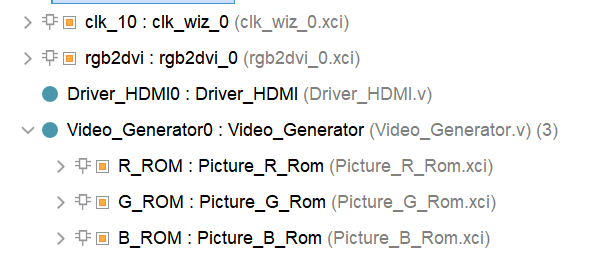 clk_10 : clk_wiz_0 (clk_wiz_0.xci)
rgb2dvi : rgb2dvi_0 (rgb2dvi_0.xci)
Driver_HDMI0 : Driver_HDMI (Driver_HDMI.v)
Video_Generator0 : Video_Generator (Video_Generator.v) (3)
R_ROM : Picture_R_Rom (Picture_R_Rom.xci)
G_ROM : Picture_G_Rom (Picture_G_Rom.xci)
B_ROM : Picture_B_Rom (Picture_B_Rom.xci)